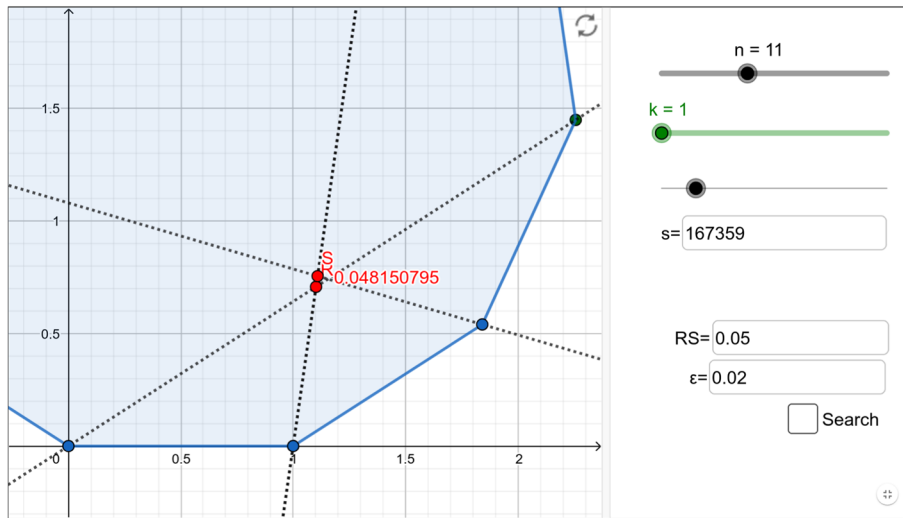 n = 11
k = 1
1.5
1
S
R
0.048150795
s= 167359
0.5
RS= 0.05
ε= 0.02
Search
0
0.5
1
1.5
2